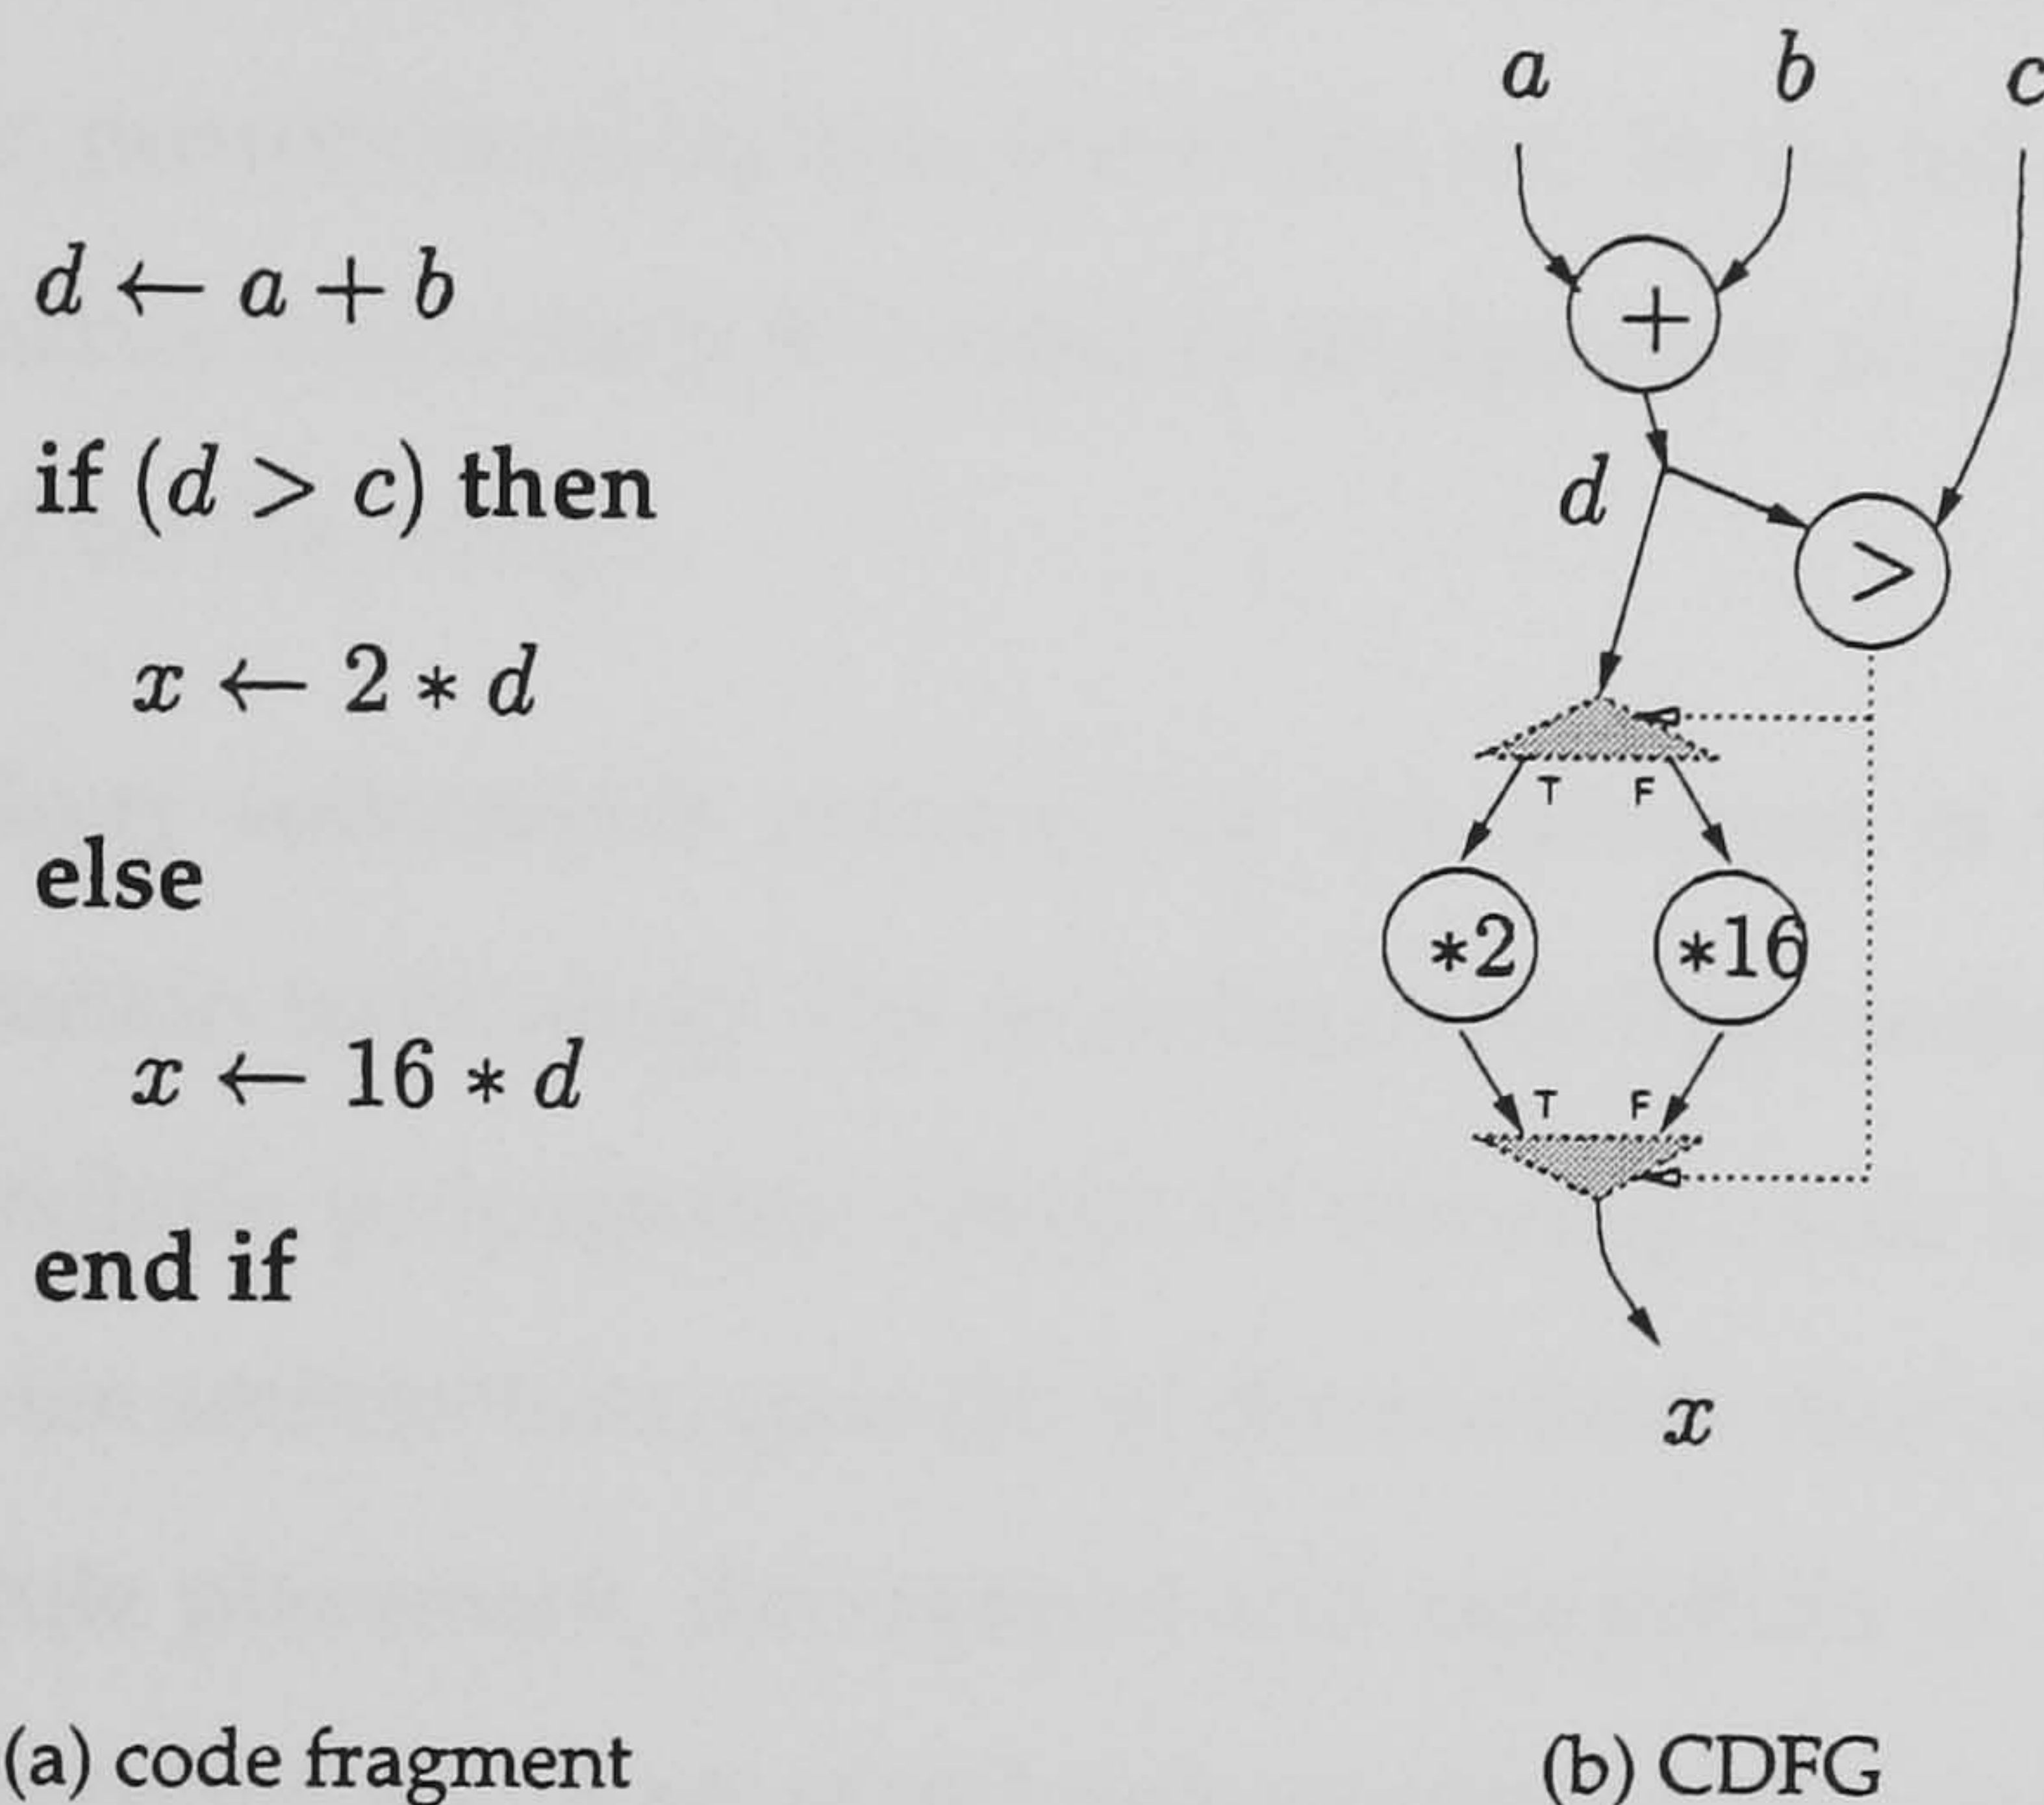 d ← a + b
if (d > c) then
x ← 2 * d
else
x ← 16 * d
end if
(a) code fragment
a b c
+
d
>
T F
*2 *16
T F
x
(b) CDFG